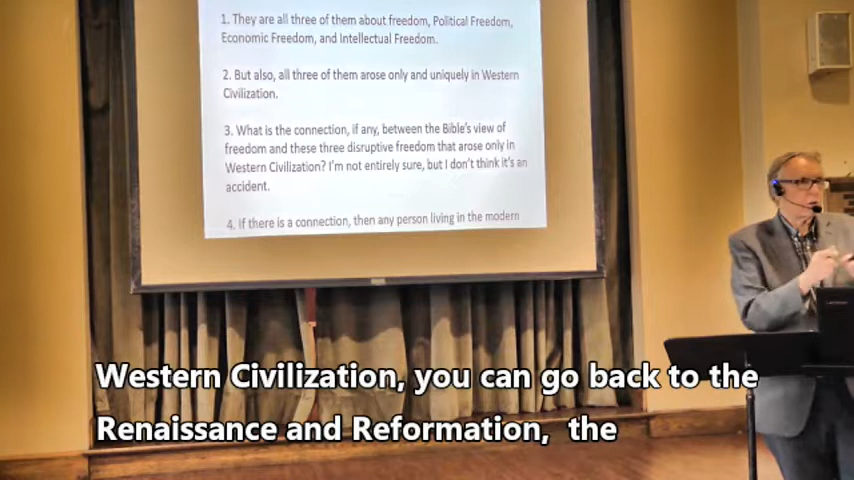 1. They are all three of them about freedom, Political Freedom,
Economic Freedom, and Intellectual Freedom.
2. But also, all three of them arose only and uniquely in Western
Civilization.
3. What is the connection, if any, between the Bible's view of
freedom and these three disruptive freedom that arose only in
Western Civilization? I'm not entirely sure, but I don't think it's an
accident.
4. If there is a connection, then any person living in the modern
Western Civilization, you can go back to the
Renaissance and Reformation, the